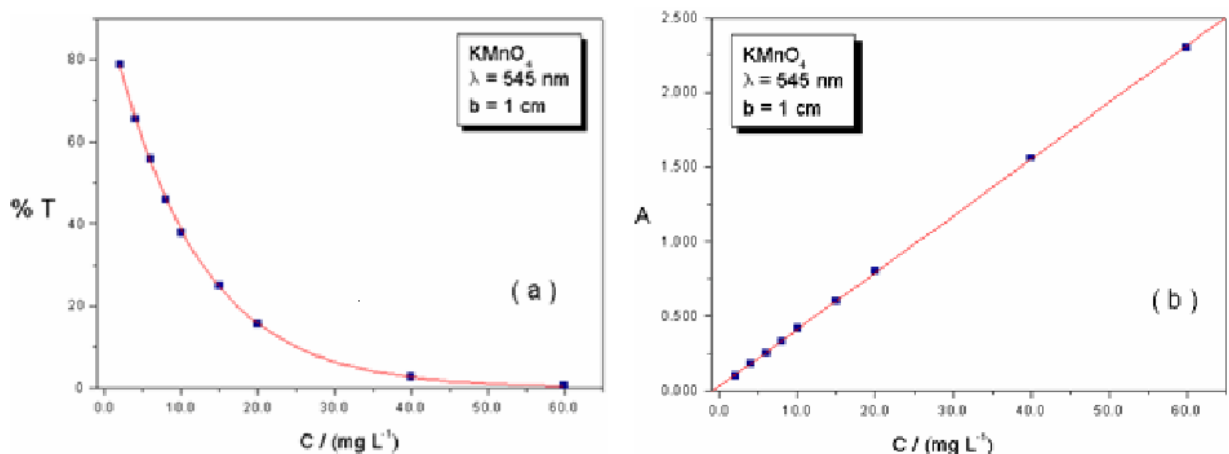 KMnO₄
λ = 545 nm
b = 1 cm
% T
80
60
40
20
0
( a )
0.0 10.0 20.0 30.0 40.0 50.0 60.0
C / (mg L⁻¹)
KMnO₄
λ = 545 nm
b = 1 cm
A
2.500
2.000
1.500
1.000
0.500
0.000
( b )
0.0 10.0 20.0 30.0 40.0 50.0 60.0
C / (mg L⁻¹)